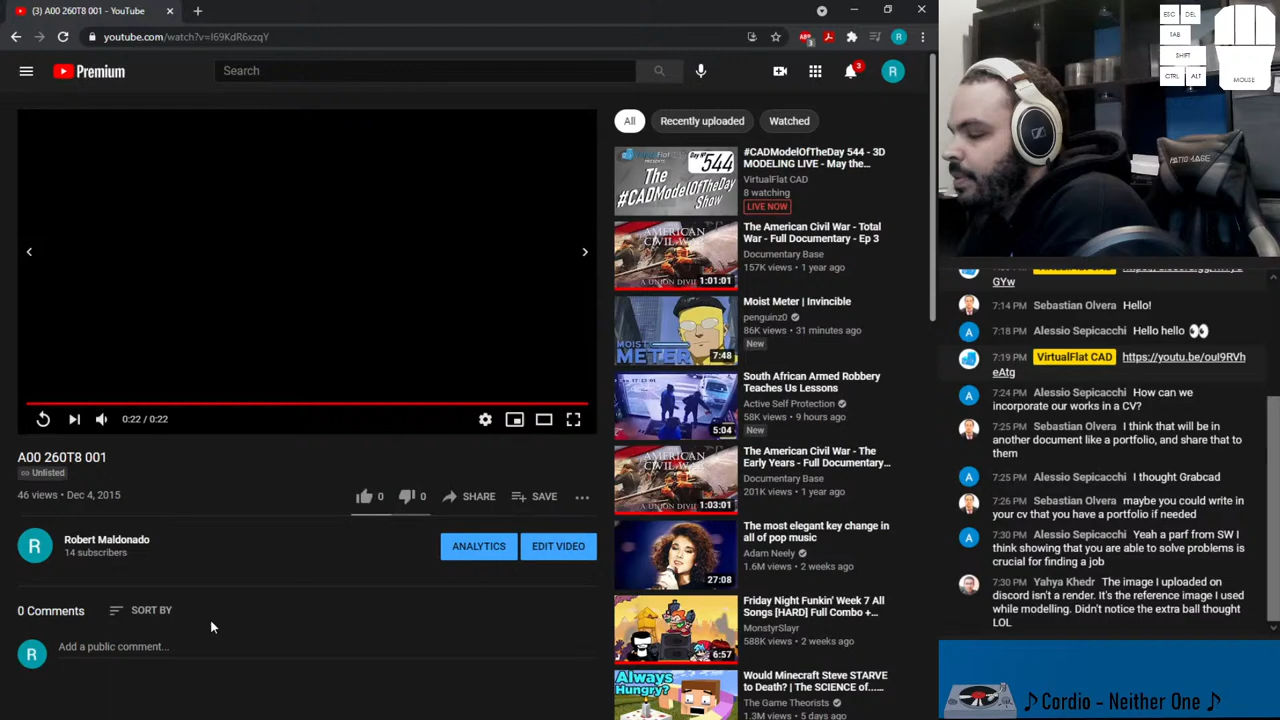 (3) A00 260T8 001 - YouTube
youtube.com/watch?v=I69KdR6xzqY
3
R
Premium
Search
3
R
All
Recently uploaded
Watched
544
The
#CADModelOfTheDay
Show
#CADModelOfTheDay 544 - 3D
MODELING LIVE - May the...
VirtualFlat CAD
8 watching
LIVE NOW
AMERICAN
CIVIL WAR
1:01:01
The American Civil War - Total
War - Full Documentary - Ep 3
Documentary Base
157K views • 1 year ago
MOIST
METER
7:48
Moist Meter | Invincible
penguinz0
86K views • 31 minutes ago
New
5:04
South African Armed Robbery
Teaches Us Lessons
Active Self Protection
58K views • 9 hours ago
New
AMERICAN
CIVIL WAR
1:03:01
The American Civil War - The
Early Years - Full Documentary...
Documentary Base
201K views • 1 year ago
27:08
The most elegant key change in
all of pop music
Adam Neely
1.6M views • 2 weeks ago
6:57
Friday Night Funkin' Week 7 All
Songs [HARD] Full Combo +...
MonstyrSlayr
588K views • 2 weeks ago
Always
Hungry?
Would Minecraft Steve STARVE
to Death? | The SCIENCE of...
The Game Theorists
1.3M views • 5 days ago
0:22 / 0:22
A00 260T8 001
Unlisted
46 views • Dec 4, 2015
0
0
SHARE
SAVE
R
Robert Maldonado
14 subscribers
ANALYTICS
EDIT VIDEO
0 Comments
SORT BY
R
Add a public comment...
ESC
DEL
TAB
SHIFT
CTRL
ALT
MOUSE
GYw
7:14 PM Sebastian Olvera Hello!
A
7:18 PM Alessio Sepicacchi Hello hello 👀
7:19 PM VirtualFlat CAD https://youtu.be/ouI9RVh
eAtg
A
7:24 PM Alessio Sepicacchi How can we
incorporate our works in a CV?
7:25 PM Sebastian Olvera I think that will be in
another document like a portfolio, and share that to
them
A
7:25 PM Alessio Sepicacchi I thought Grabcad
7:26 PM Sebastian Olvera maybe you could write in
your cv that you have a portfolio if needed
A
7:30 PM Alessio Sepicacchi Yeah a parf from SW I
think showing that you are able to solve problems is
crucial for finding a job
7:30 PM Yahya Khedr The image I uploaded on
discord isn't a render. It's the reference image I used
while modelling. Didn't notice the extra ball thought
LOL
♪ Cordio - Neither One ♪